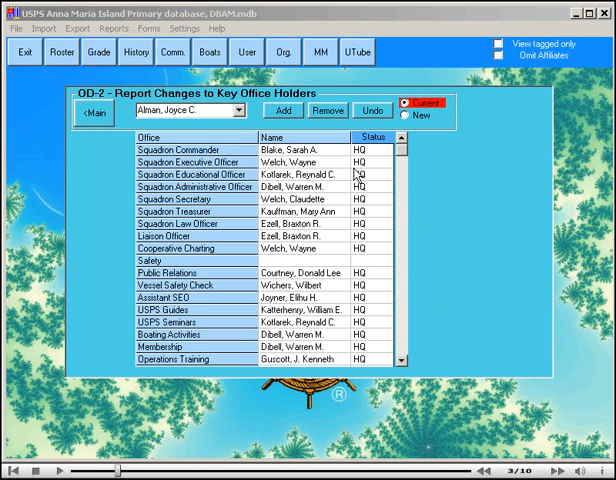 USPS Anna Maria Island Primary database, DBAM.mdb
File Import Export Reports Forms Settings Help
Exit Roster Grade History Comm. Boats User Org. MM UTube View tagged only
Omit Affiliates
OD-2 - Report Changes to Key Office Holders
<Main Alman, Joyce C. Add Remove Undo Current
New
Office Name Status
Squadron Commander Blake, Sarah A. HQ
Squadron Executive Officer Welch, Wayne HQ
Squadron Educational Officer Kotlarek, Reynald C. HQ
Squadron Administrative Officer Dibell, Warren M. HQ
Squadron Secretary Welch, Claudette HQ
Squadron Treasurer Kauffman, Mary Ann HQ
Squadron Law Officer Ezell, Braxton R. HQ
Liaison Officer Ezell, Braxton R. HQ
Cooperative Charting Welch, Wayne HQ
Safety
Public Relations Courtney, Donald Lee HQ
Vessel Safety Check Wichers, Wilbert HQ
Assistant SEO Joyner, Elihu H. HQ
USPS Guides Katterhenry, William E. HQ
USPS Seminars Kotlarek, Reynald C. HQ
Boating Activities Dibell, Warren M. HQ
Membership Dibell, Warren M. HQ
Operations Training Guscott, J. Kenneth HQ
®
3/10